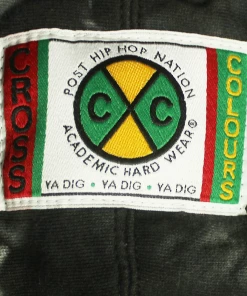 CROSS
POST HIP HOP NATION
C C
ACADEMIC HARD WEAR®
COLOURS
YA DIG • YA DIG • YA DIG